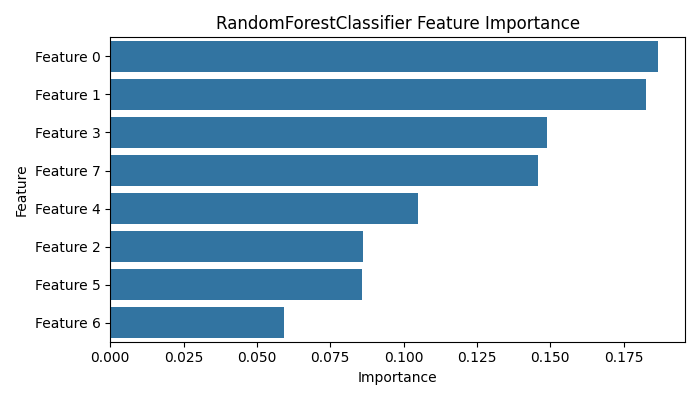 RandomForestClassifier Feature Importance
Feature 0
Feature 1
Feature 3
Feature 7
Feature 4
Feature 2
Feature 5
Feature 6
Feature
0.000 0.025 0.050 0.075 0.100 0.125 0.150 0.175
Importance